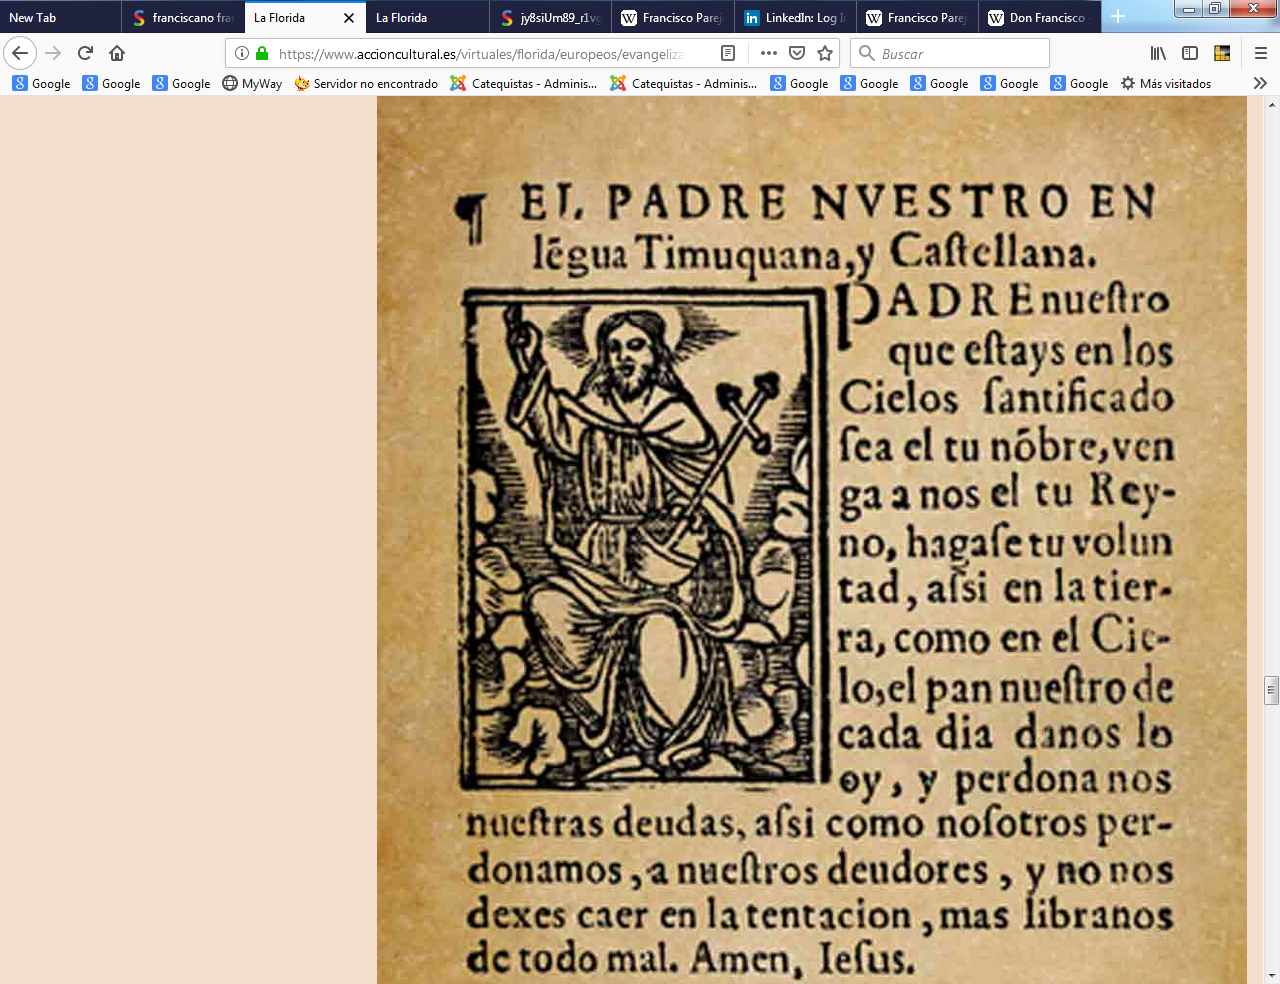 New Tab
franciscano fra
La Florida
La Florida
jy8siUm89_r1vg
Francisco Parej
LinkedIn: Log In
Francisco Parej
Don Francisco -
https://www.accioncultural.es/virtuales/florida/europeos/evangeliza
Buscar
Google Google Google MyWay Servidor no encontrado Catequistas - Adminis... Catequistas - Adminis... Google Google Google Google Google Más visitados
¶ EL PADRE NVESTRO EN
lēgua Timuquana, y Caſtellana.
PADRE nueſtro
que eſtays en los
Cielos ſantificado
ſea el tu nōbre, ven
ga a nos el tu Rey-
no, hagaſe tu volun
tad, aſsi en la tier-
ra, como en el Cie-
lo, el pan nueſtro de
cada dia danos lo
oy, y perdona nos
nueſtras deudas, aſsi como noſotros per-
donamos, a nueſtros deudores, y no nos
dexes caer en la tentacion, mas libranos
de todo mal. Amen, Ieſus.